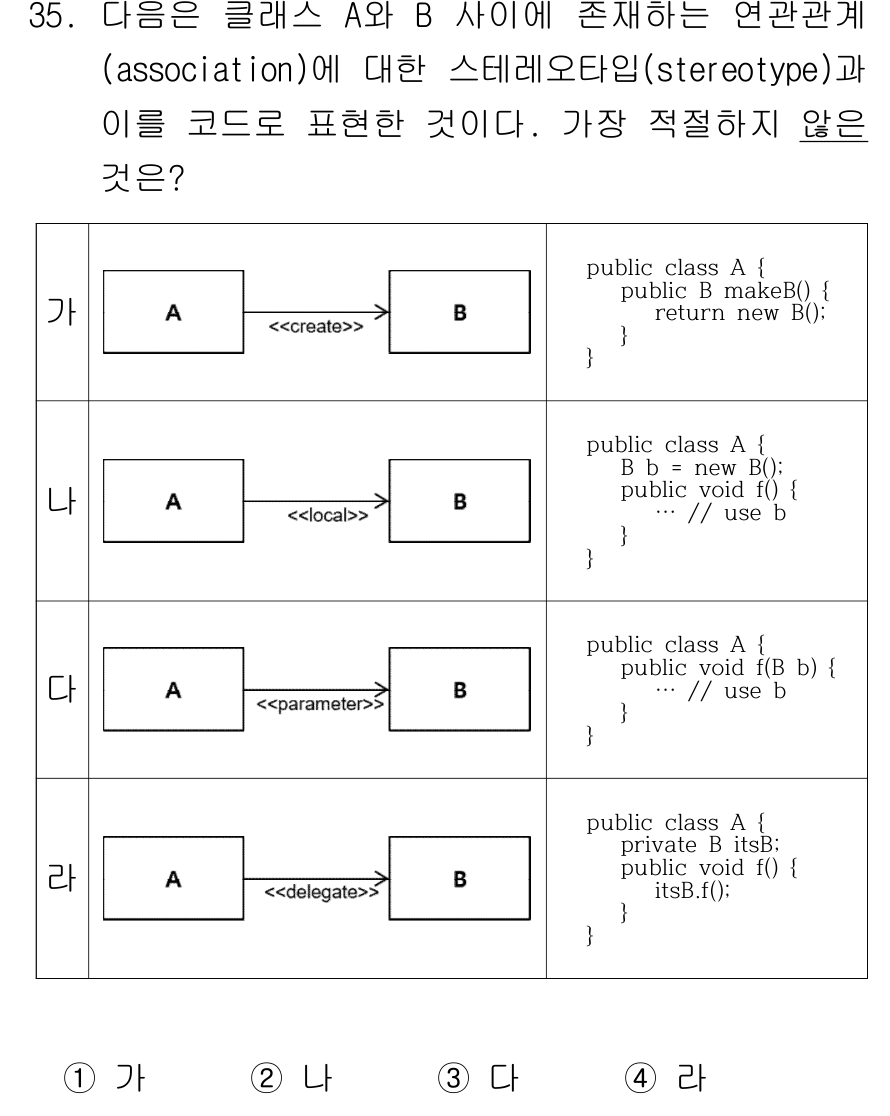 35. 다음은 클래스 A와 B 사이에 존재하는 연관관계
(association)에 대한 스테레오타입(stereotype)과
이를 코드로 표현한 것이다. 가장 적절하지 않은
것은?
가
A
<<create>>
B
public class A {
public B makeB() {
return new B();
}
}
나
A
<<local>>
B
public class A {
B b = new B();
public void f() {
… // use b
}
}
다
A
<<parameter>>
B
public class A {
public void f(B b) {
… // use b
}
}
라
A
<<delegate>>
B
public class A {
private B itsB;
public void f() {
itsB.f();
}
}
① 가 ② 나 ③ 다 ④ 라